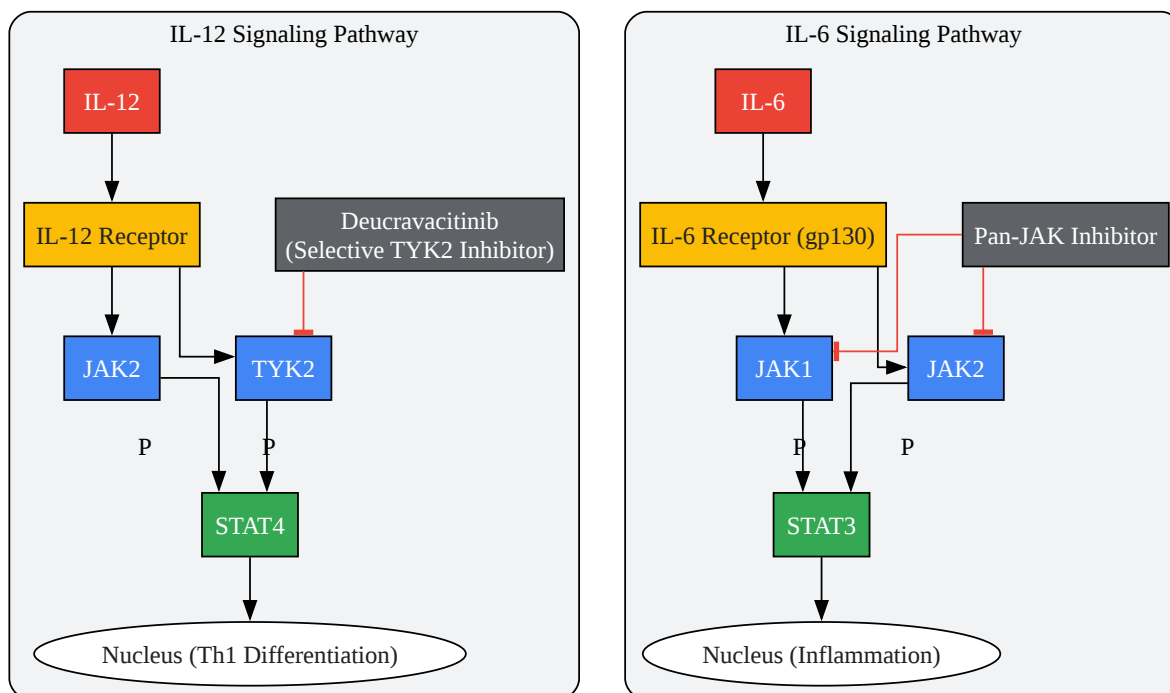 IL-12 Signaling Pathway
IL-12
IL-12 Receptor
Deucravacitinib
(Selective TYK2 Inhibitor)
JAK2
TYK2
P
P
STAT4
Nucleus (Th1 Differentiation)
IL-6 Signaling Pathway
IL-6
IL-6 Receptor (gp130)
Pan-JAK Inhibitor
JAK1
JAK2
P
P
STAT3
Nucleus (Inflammation)